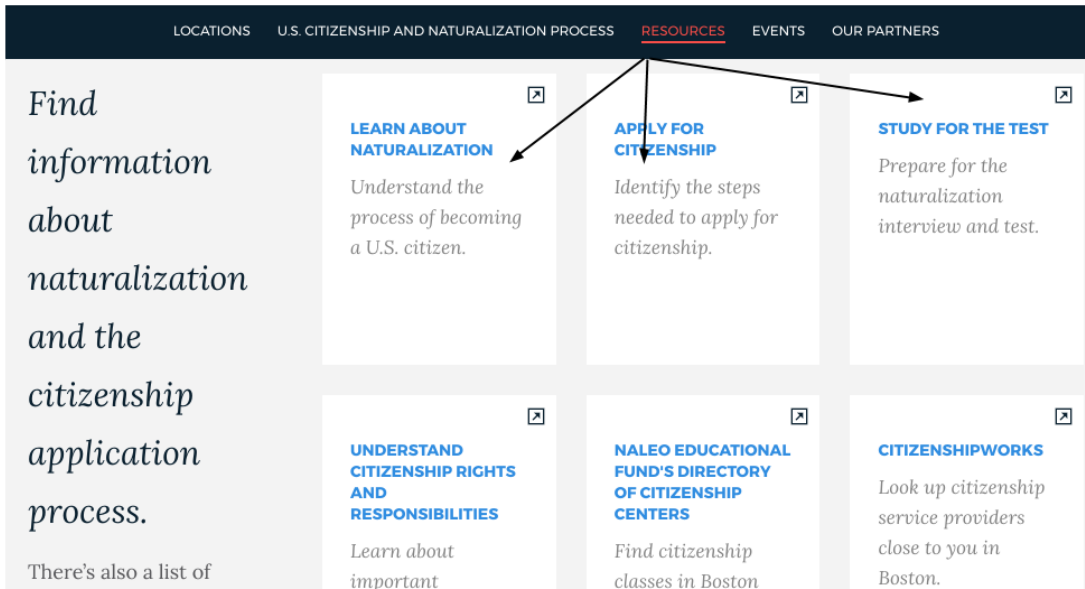 LOCATIONS U.S. CITIZENSHIP AND NATURALIZATION PROCESS RESOURCES EVENTS OUR PARTNERS
Find
information
about
naturalization
and the
citizenship
application
process.
There's also a list of
LEARN ABOUT
NATURALIZATION
Understand the
process of becoming
a U.S. citizen.
APPLY FOR
CITIZENSHIP
Identify the steps
needed to apply for
citizenship.
STUDY FOR THE TEST
Prepare for the
naturalization
interview and test.
UNDERSTAND
CITIZENSHIP RIGHTS
AND
RESPONSIBILITIES
Learn about
important
NALEO EDUCATIONAL
FUND'S DIRECTORY
OF CITIZENSHIP
CENTERS
Find citizenship
classes in Boston
CITIZENSHIPWORKS
Look up citizenship
service providers
close to you in
Boston.